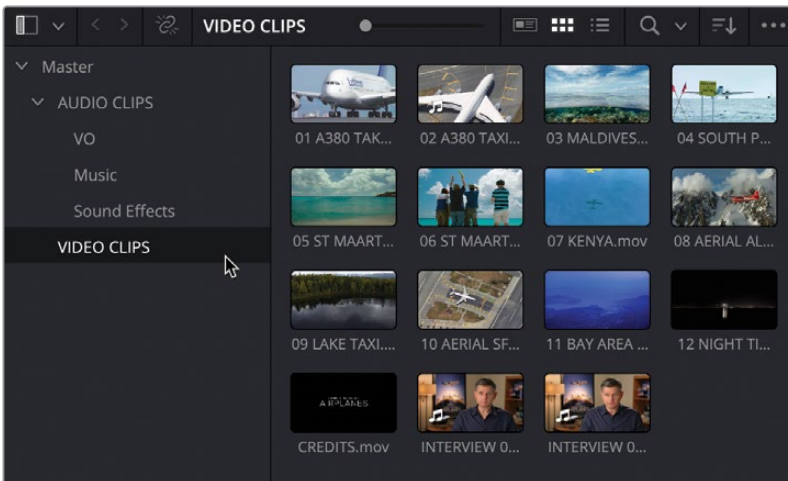 VIDEO CLIPS
Master
AUDIO CLIPS
VO
Music
Sound Effects
VIDEO CLIPS
01 A380 TAK...
02 A380 TAXI...
03 MALDIVES...
04 SOUTH P...
05 ST MAART...
06 ST MAART...
07 KENYA.mov
08 AERIAL AL...
09 LAKE TAXI....
10 AERIAL SF...
11 BAY AREA ...
12 NIGHT TI...
AIRPLANES
CREDITS.mov
INTERVIEW 0...
INTERVIEW 0...